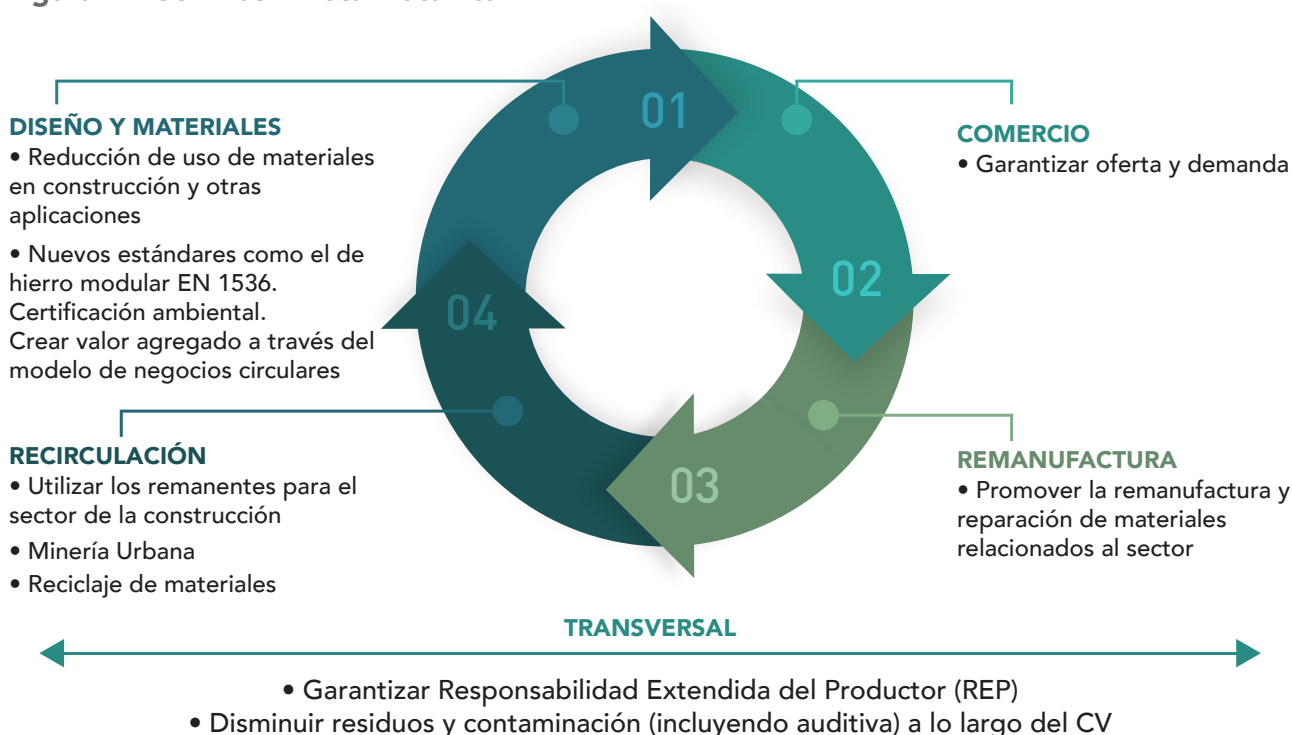 01
DISEÑO Y MATERIALES
• Reducción de uso de materiales
en construcción y otras
aplicaciones
• Nuevos estándares como el de
hierro modular EN 1536.
Certificación ambiental.
Crear valor agregado a través del
modelo de negocios circulares
COMERCIO
• Garantizar oferta y demanda
02
04
RECIRCULACIÓN
• Utilizar los remanentes para el
sector de la construcción
• Minería Urbana
• Reciclaje de materiales
03
REMANUFACTURA
• Promover la remanufactura y
reparación de materiales
relacionados al sector
TRANSVERSAL
• Garantizar Responsabilidad Extendida del Productor (REP)
• Disminuir residuos y contaminación (incluyendo auditiva) a lo largo del CV